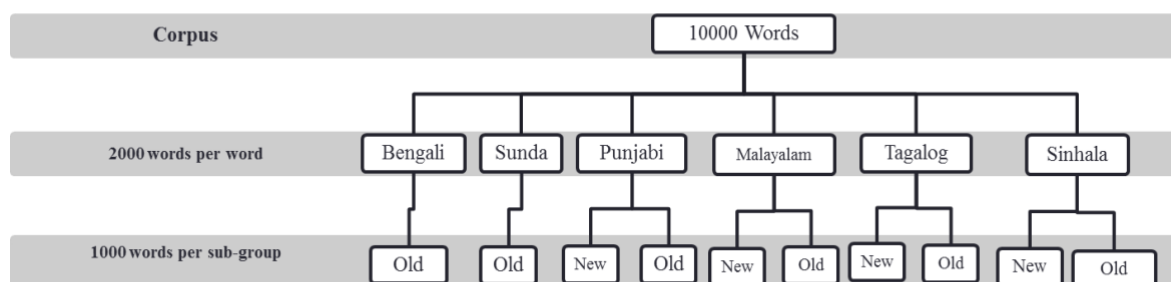 Corpus 10000 Words
2000 words per word Bengali Sunda Punjabi Malayalam Tagalog Sinhala
1000 words per sub-group Old Old New Old New Old New Old New Old